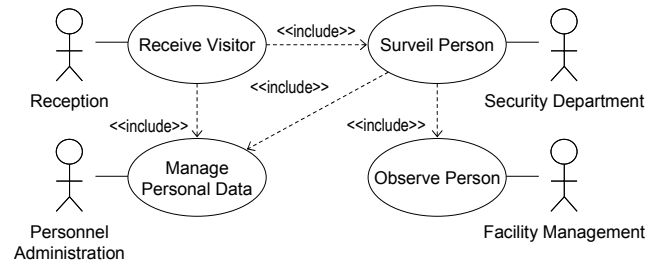 Receive Visitor
<<include>>
Surveil Person
Reception
<<include>>
Security Department
<<include>>
<<include>>
Manage
Personal Data
Observe Person
Personnel
Administration
Facility Management